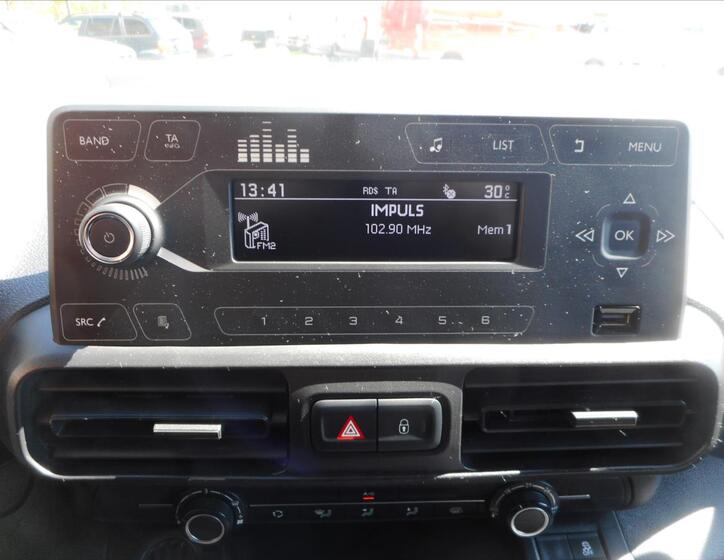 BAND
TA
INFO
LIST
MENU
13:41 RDS TA 30°C
IMPULS
102.90 MHz Mem 1
FM2
OK
SRC
1 2 3 4 5 6
A/C